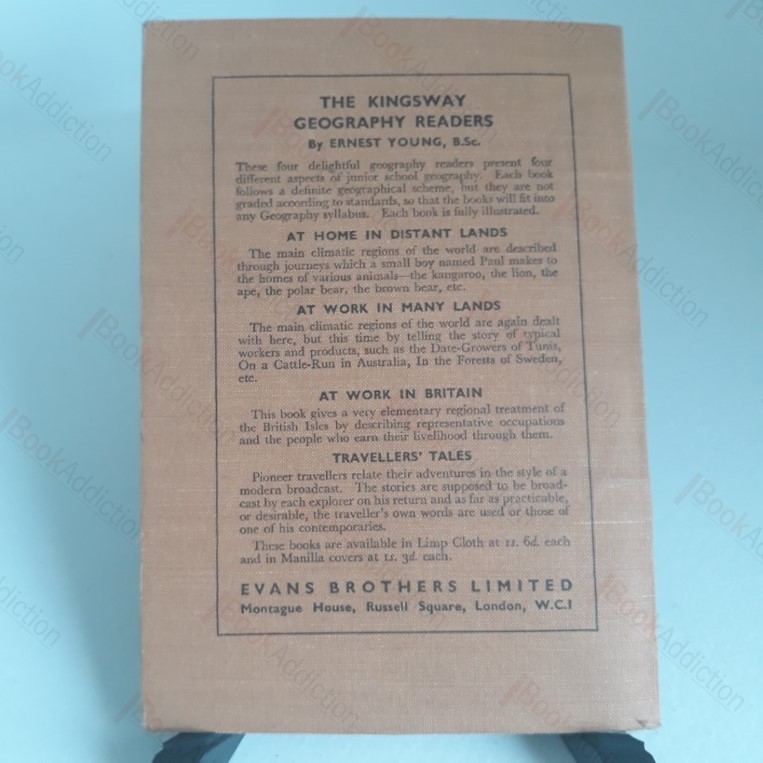 THE KINGSWAY
GEOGRAPHY READERS
By ERNEST YOUNG, B.Sc.
These four delightful geography readers present four
different aspects of junior school geography. Each book
follows a definite geographical scheme, but they are not
graded according to standards, so that the books will fit into
any Geography syllabus. Each book is fully illustrated.
AT HOME IN DISTANT LANDS
The main climatic regions of the world are described
through journeys which a small boy named Paul makes to
the homes of various animals—the kangaroo, the lion, the
ape, the polar bear, the brown bear, etc.
AT WORK IN MANY LANDS
The main climatic regions of the world are again dealt
with here, but this time by telling the story of typical
workers and products, such as the Date-Growers of Tunis,
On a Cattle-Run in Australia, In the Forests of Sweden,
etc.
AT WORK IN BRITAIN
This book gives a very elementary regional treatment of
the British Isles by describing representative occupations
and the people who earn their livelihood through them.
TRAVELLERS' TALES
Pioneer travellers relate their adventures in the style of a
modern broadcast. The stories are supposed to be broad-
cast by each explorer on his return and as far as practicable,
or desirable, the traveller's own words are used or those of
one of his contemporaries.
These books are available in Limp Cloth at 1s. 6d. each
and in Manilla covers at 1s. 3d. each.
EVANS BROTHERS LIMITED
Montague House, Russell Square, London, W.C.1
BookAddiction